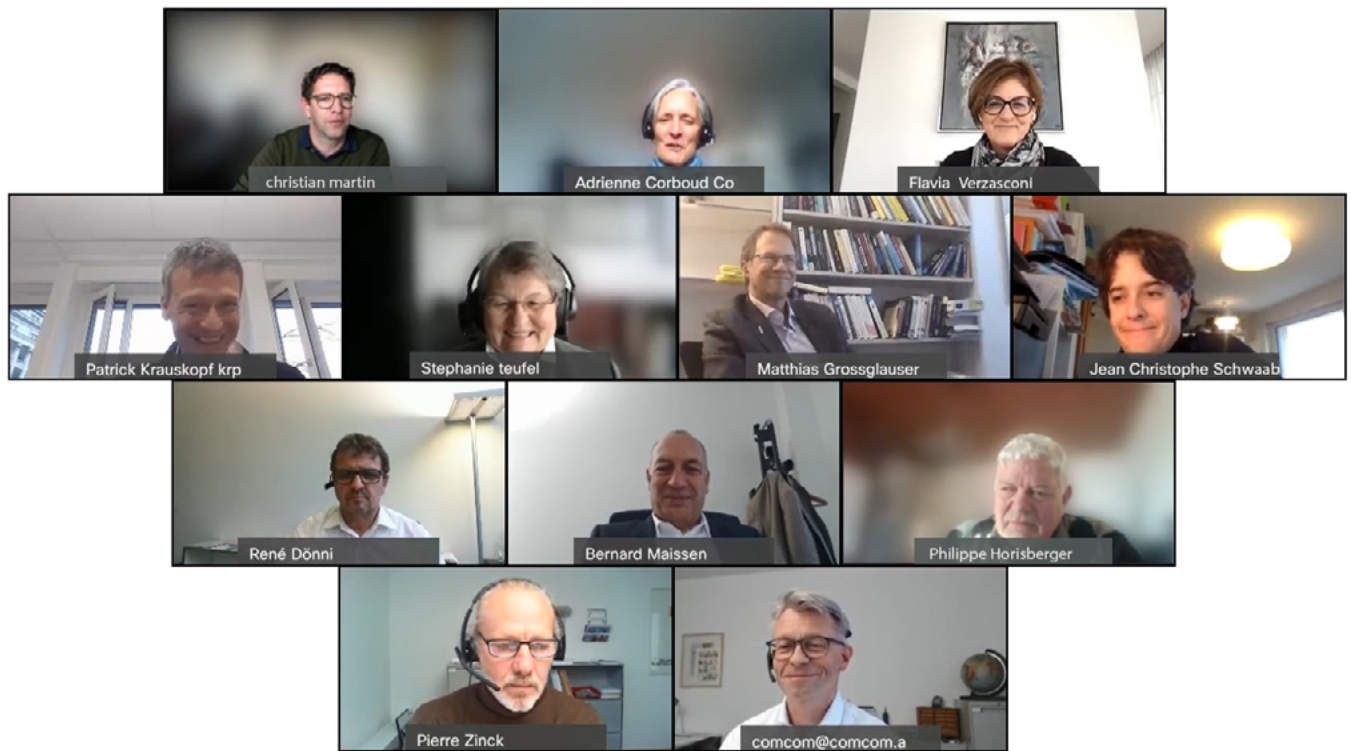 christian martin
Adrienne Corboud Co
Flavia Verzasconi
Patrick Krauskopf krp
Stephanie teufel
Matthias Grossglauser
Jean Christophe Schwaab
René Dönni
Bernard Maissen
Philippe Horisberger
Pierre Zinck
comcom@comcom.a